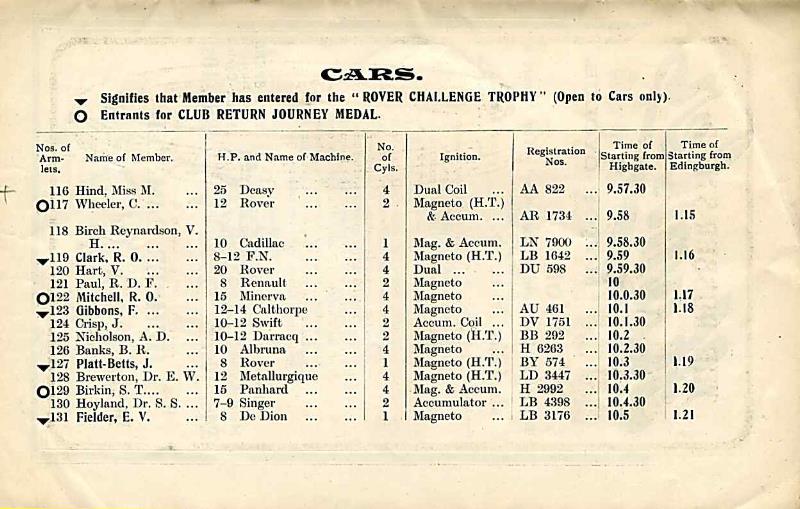 CARS.
▼ Signifies that Member has entered for the "ROVER CHALLENGE TROPHY" (Open to Cars only).
O Entrants for CLUB RETURN JOURNEY MEDAL.
Nos. of Arm-lets. Name of Member. H.P. and Name of Machine. No. of Cyls. Ignition. Registration Nos. Time of Starting from Highgate. Time of Starting from Edingburgh.
116 Hind, Miss M. ... 25 Deasy ... ... 4 Dual Coil ... AA 822 ... 9.57.30
O117 Wheeler, C. ... ... 12 Rover ... ... 2 Magneto (H.T.)
& Accum. ... AR 1734 ... 9.58 1.15
118 Birch Reynardson, V.
H. ... ... ... 10 Cadillac ... ... 1 Mag. & Accum. LN 7900 ... 9.58.30
▼119 Clark, R. O. ... ... 8-12 F.N. ... ... 4 Magneto (H.T.) LB 1642 ... 9.59 1.16
120 Hart, V. ... 20 Rover ... ... 4 Dual ... ... DU 598 ... 9.59.30
121 Paul, R. D. F. ... 8 Renault ... ... 2 Magneto ... 10
O122 Mitchell, R. O. ... 15 Minerva ... ... 4 Magneto ... 10.0.30 1.17
▼123 Gibbons, F. ... ... 12-14 Calthorpe ... 4 Magneto ... AU 461 ... 10.1 1.18
124 Crisp, J. ... ... 10-12 Swift ... ... 2 Accum. Coil ... DV 1751 ... 10.1.30
125 Nicholson, A. D. ... 10-12 Darracq ... ... 2 Magneto (H.T.) BB 292 ... 10.2
126 Banks, B. R. ... 10 Albruna ... ... 4 Magneto ... H 6263 ... 10.2.30
▼127 Platt-Betts, J. ... 8 Rover ... ... 1 Magneto (H.T.) BY 574 ... 10.3 1.19
128 Brewerton, Dr. E. W. 12 Metallurgique ... 4 Magneto (H.T.) LD 3447 ... 10.3.30
O129 Birkin, S. T.... ... 15 Panhard ... ... 4 Mag. & Accum. H 2992 ... 10.4 1.20
130 Hoyland, Dr. S. S. ... 7-9 Singer ... ... 2 Accumulator ... LB 4398 ... 10.4.30
▼131 Fielder, E. V. ... 8 De Dion ... ... 1 Magneto ... LB 3176 ... 10.5 1.21